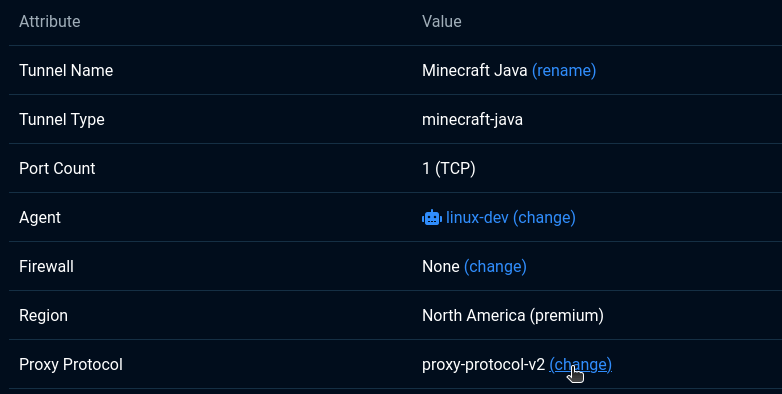 Attribute Value
Tunnel Name Minecraft Java (rename)
Tunnel Type minecraft-java
Port Count 1 (TCP)
Agent linux-dev (change)
Firewall None (change)
Region North America (premium)
Proxy Protocol proxy-protocol-v2 (change)